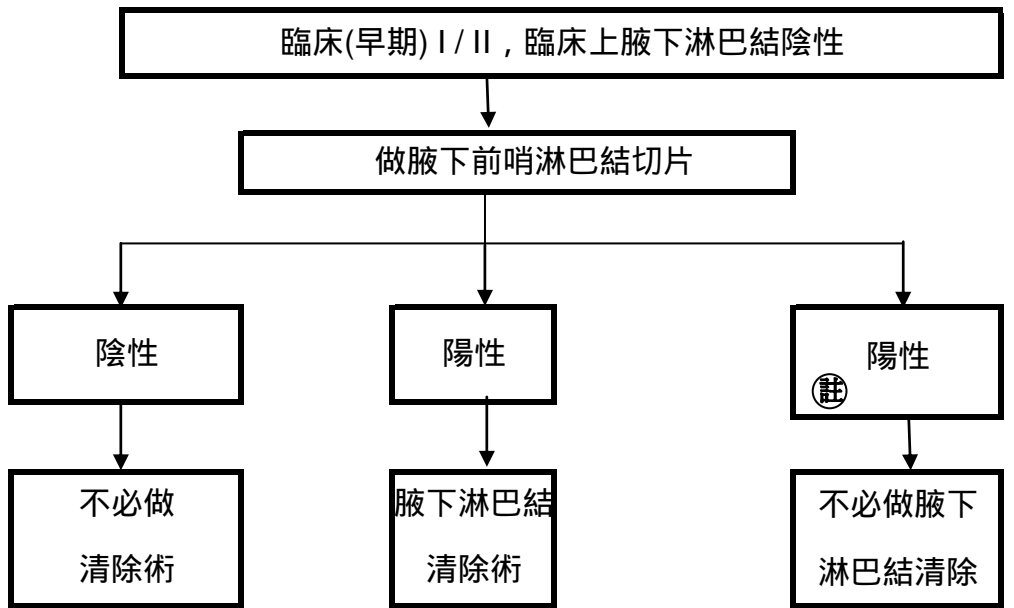 臨床(早期) I / II , 臨床上腋下淋巴結陰性
做腋下前哨淋巴結切片
陰性
陽性
陽性
註
不必做
清除術
腋下淋巴結
清除術
不必做腋下
淋巴結清除